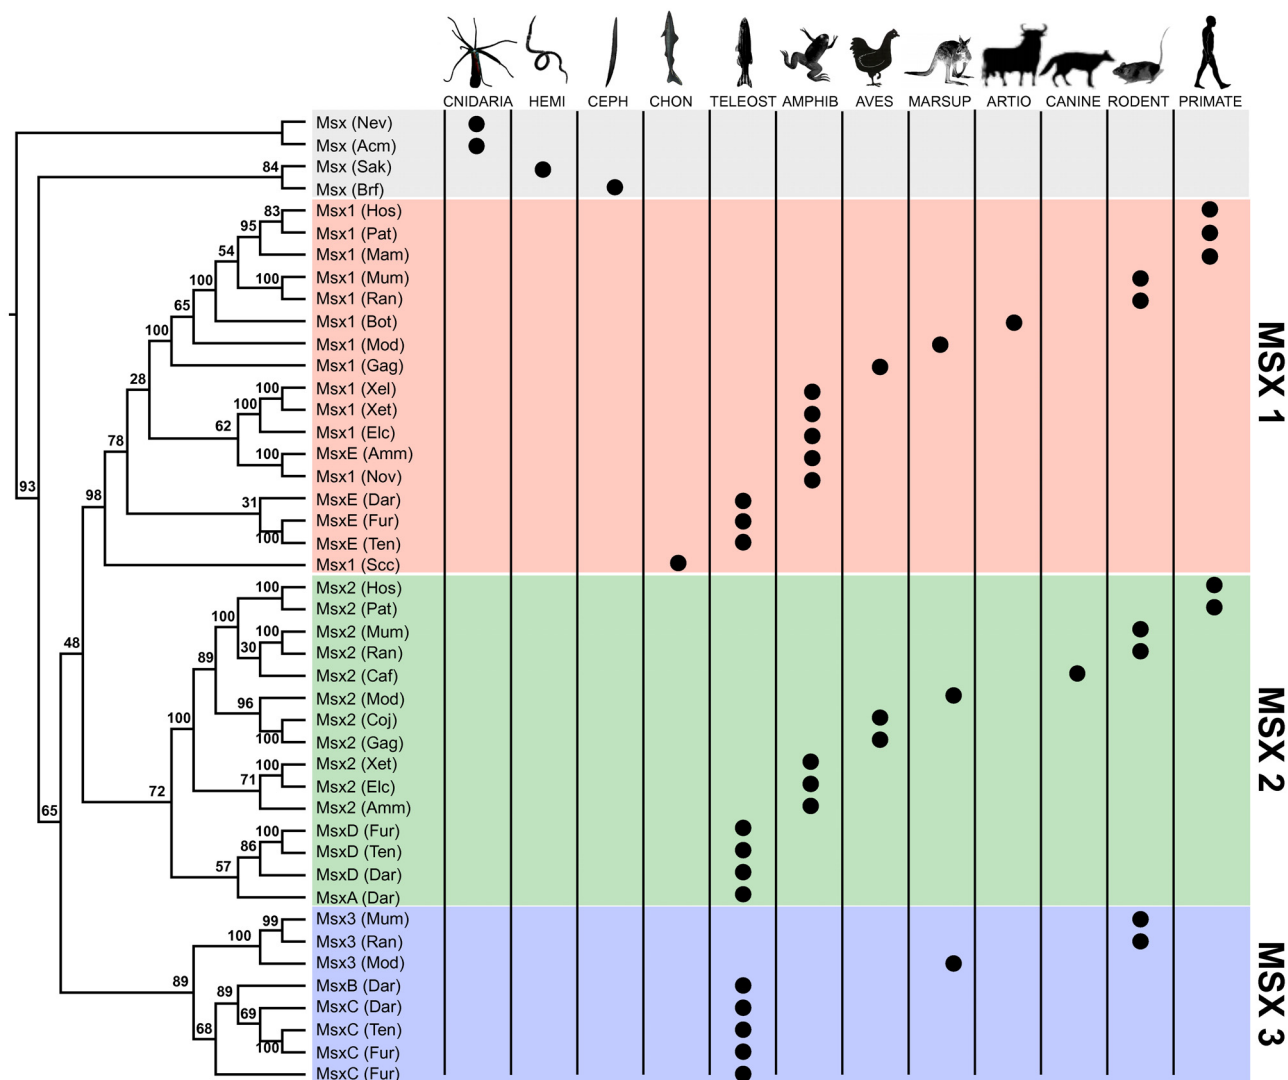 CNIDARIA HEMI CEPH CHON TELEOST AMPHIB AVES MARSUP ARTIO CANINE RODENT PRIMATE
Msx (Nev)
Msx (Acm)
84 Msx (Sak)
Msx (Brf)
83 Msx1 (Hos)
95 Msx1 (Pat)
54 Msx1 (Mam)
100 100 Msx1 (Mum)
65 Msx1 (Ran)
100 Msx1 (Bot)
Msx1 (Mod)
28 Msx1 (Gag)
100 Msx1 (Xel)
100 Msx1 (Xet)
78 62 Msx1 (Elc)
100 MsxE (Amm)
93 98 Msx1 (Nov)
31 MsxE (Dar)
MsxE (Fur)
100 MsxE (Ten)
Msx1 (Scc)
MSX 1
100 Msx2 (Hos)
100 Msx2 (Pat)
48 100 Msx2 (Mum)
89 30 Msx2 (Ran)
Msx2 (Caf)
96 Msx2 (Mod)
100 Msx2 (Coj)
100 Msx2 (Gag)
100 Msx2 (Xet)
72 71 Msx2 (Elc)
65 Msx2 (Amm)
100 MsxD (Fur)
86 MsxD (Ten)
57 MsxD (Dar)
MsxA (Dar)
MSX 2
99 Msx3 (Mum)
100 Msx3 (Ran)
Msx3 (Mod)
89 89 MsxB (Dar)
69 MsxC (Dar)
68 MsxC (Ten)
100 MsxC (Fur)
MsxC (Fur)
MSX 3